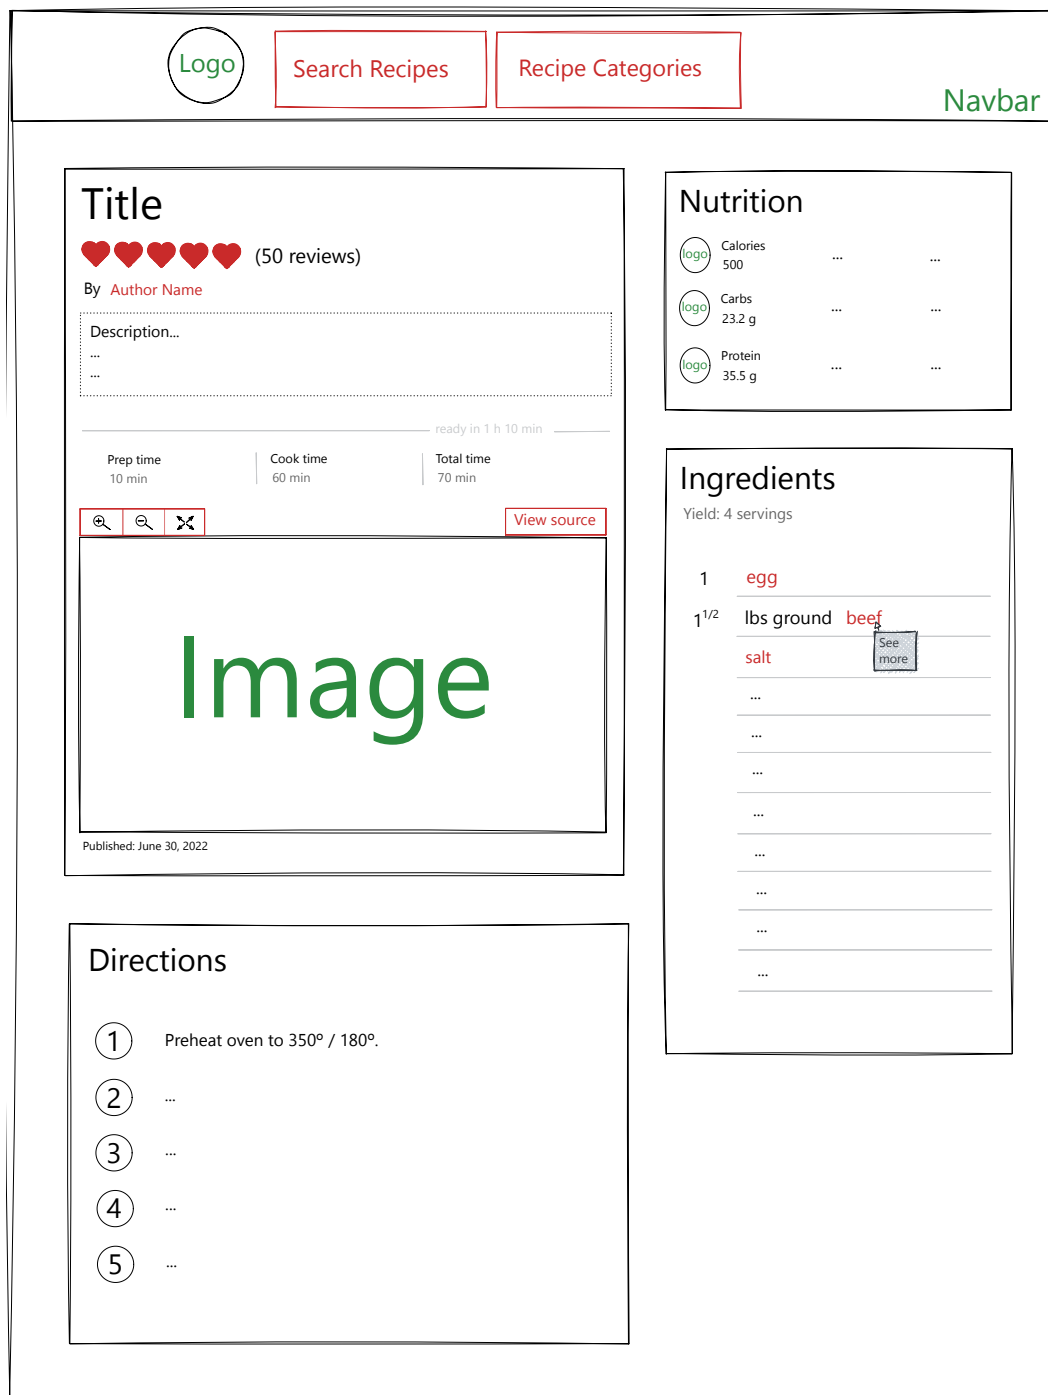 Logo
Search Recipes
Recipe Categories
Navbar
Title
(50 reviews)
By Author Name
Description...
...
...
ready in 1 h 10 min
Prep time
10 min
Cook time
60 min
Total time
70 min
View source
Image
Published: June 30, 2022
Nutrition
logo
Calories
500
...
...
logo
Carbs
23.2 g
...
...
logo
Protein
35.5 g
...
...
Ingredients
Yield: 4 servings
1 egg
1 1/2 lbs ground beef
See
more
salt
...
...
...
...
...
...
...
...
Directions
1 Preheat oven to 350º / 180º.
2 ...
3 ...
4 ...
5 ...